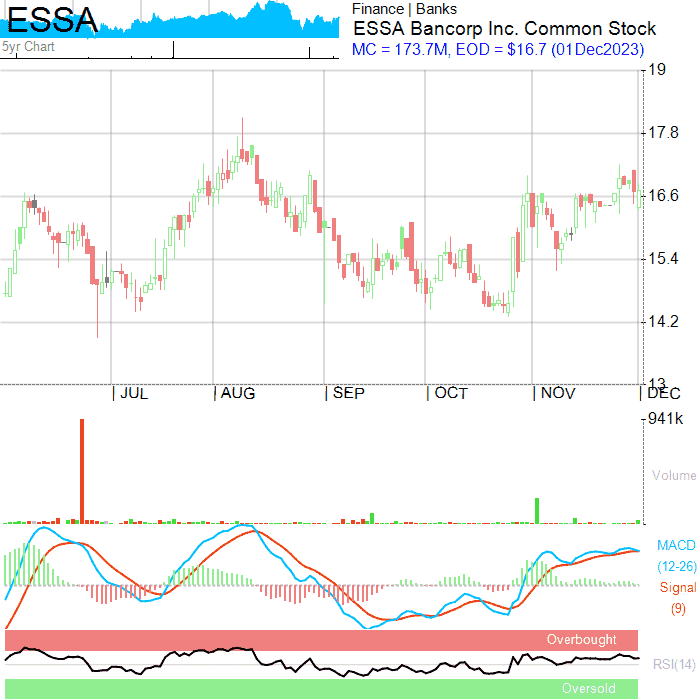 ESSA
5yr Chart
Finance | Banks
ESSA Bancorp Inc. Common Stock
MC = 173.7M, EOD = $16.7 (01Dec2023)
19
17.8
16.6
15.4
14.2
13
JUL
AUG
SEP
OCT
NOV
DEC
941k
Volume
MACD
(12-26)
Signal
(9)
Overbought
RSI(14)
Oversold